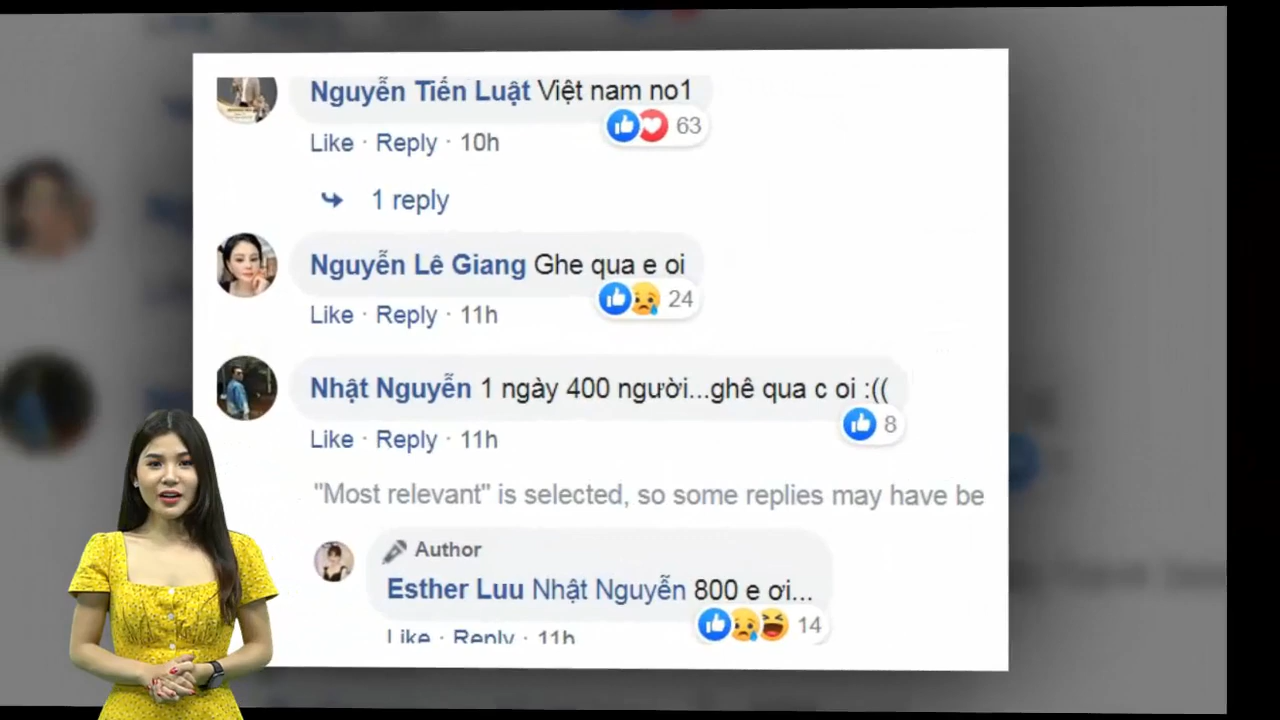 Nguyễn Tiến Luật Việt nam no1
63
Like · Reply · 10h
1 reply
Nguyễn Lê Giang Ghe qua e oi
24
Like · Reply · 11h
Nhật Nguyễn 1 ngày 400 người...ghê qua c oi :((
8
Like · Reply · 11h
"Most relevant" is selected, so some replies may have be
Author
Esther Luu Nhật Nguyễn 800 e ơi...
14
Like · Reply · 11h